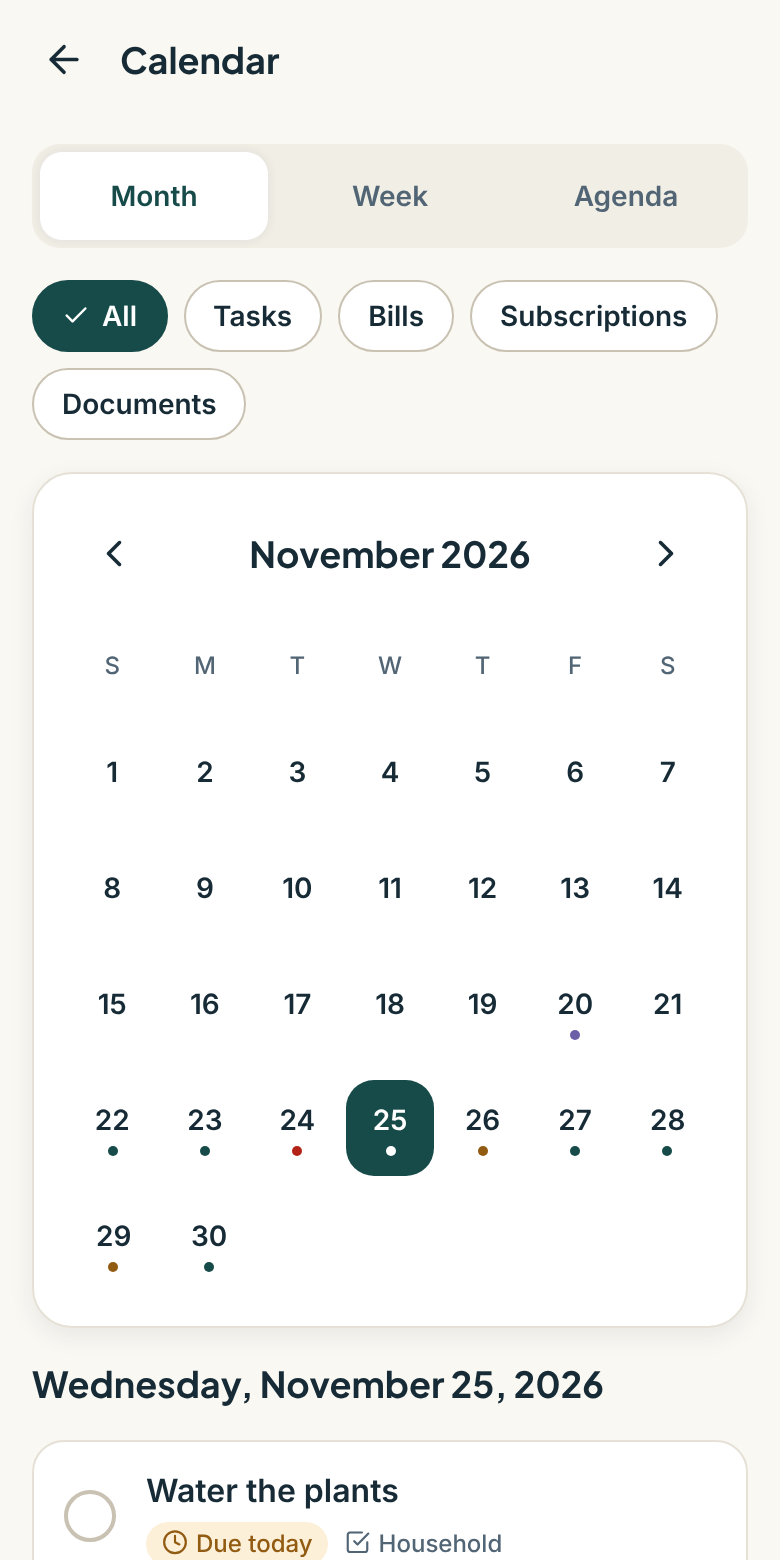 Calendar
Month Week Agenda
All Tasks Bills Subscriptions
Documents
November 2026
S M T W T F S
1 2 3 4 5 6 7
8 9 10 11 12 13 14
15 16 17 18 19 20 21
22 23 24 25 26 27 28
29 30
Wednesday, November 25, 2026
Water the plants
Due today Household